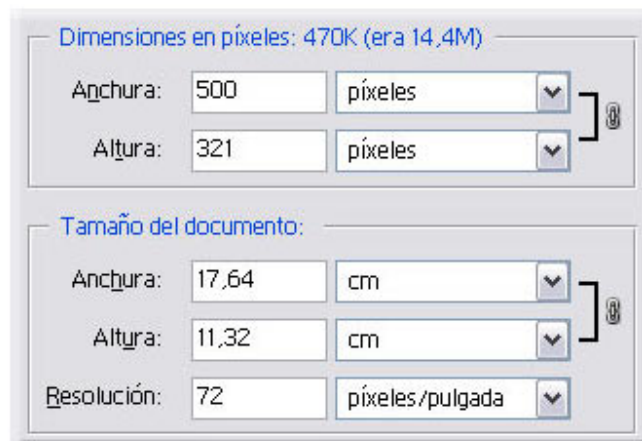 Dimensiones en píxeles: 470K (era 14,4M)
Anchura: 500 píxeles
Altura: 321 píxeles
Tamaño del documento:
Anchura: 17,64 cm
Altura: 11,32 cm
Resolución: 72 píxeles/pulgada